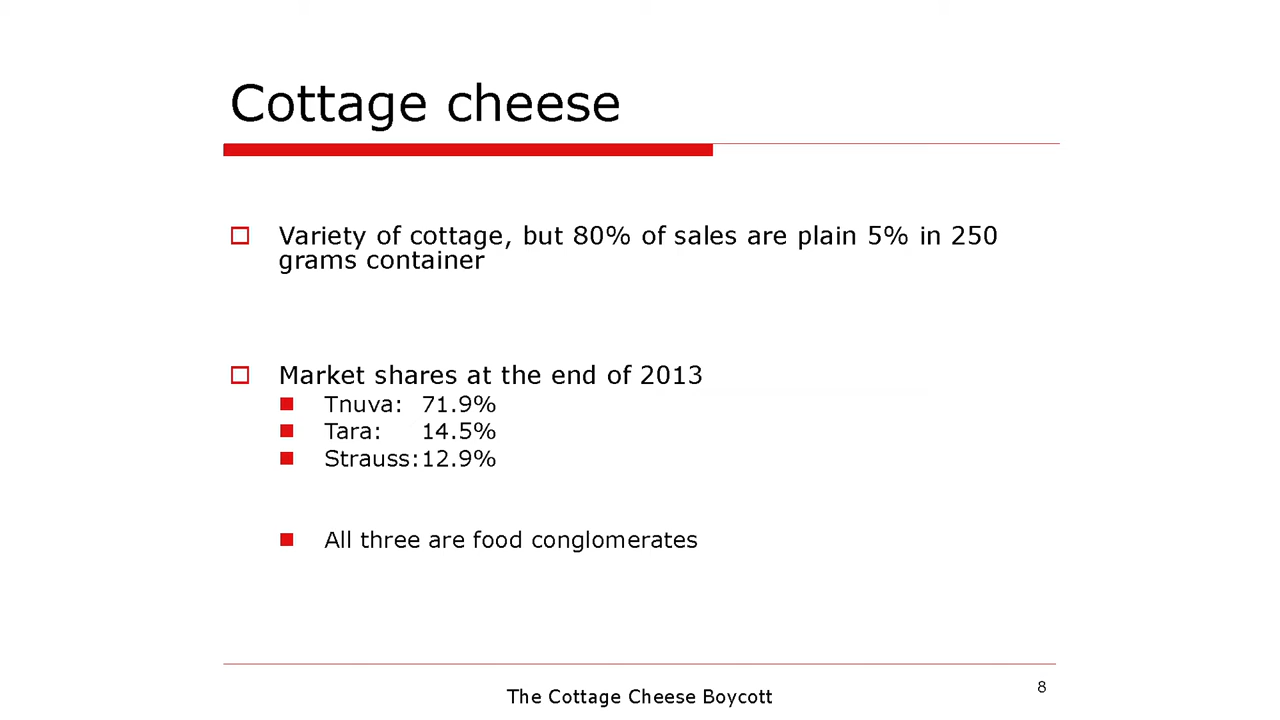 Cottage cheese
Variety of cottage, but 80% of sales are plain 5% in 250
grams container
Market shares at the end of 2013
Tnuva: 71.9%
Tara: 14.5%
Strauss:12.9%
All three are food conglomerates
The Cottage Cheese Boycott
8